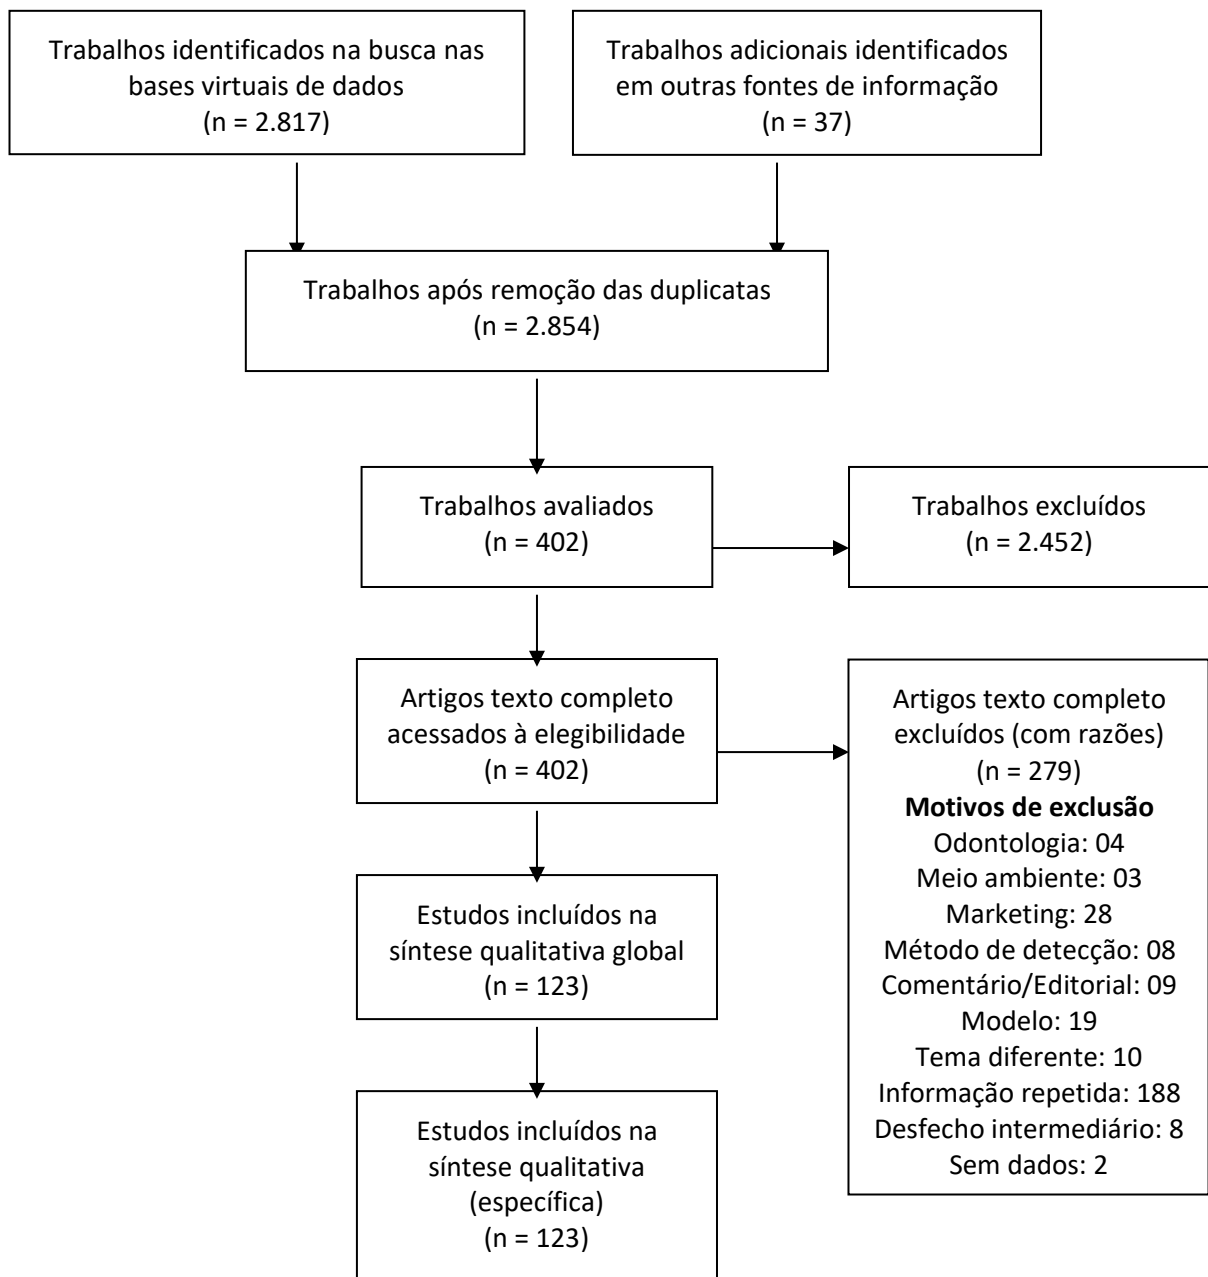 Trabalhos identificados na busca nas
bases virtuais de dados
(n = 2.817)
Trabalhos adicionais identificados
em outras fontes de informação
(n = 37)
Trabalhos após remoção das duplicatas
(n = 2.854)
Trabalhos avaliados
(n = 402)
Trabalhos excluídos
(n = 2.452)
Artigos texto completo
acessados à elegibilidade
(n = 402)
Artigos texto completo
excluídos (com razões)
(n = 279)
Motivos de exclusão
Odontologia: 04
Meio ambiente: 03
Marketing: 28
Método de detecção: 08
Comentário/Editorial: 09
Modelo: 19
Tema diferente: 10
Informação repetida: 188
Desfecho intermediário: 8
Sem dados: 2
Estudos incluídos na
síntese qualitativa global
(n = 123)
Estudos incluídos na
síntese qualitativa
(específica)
(n = 123)